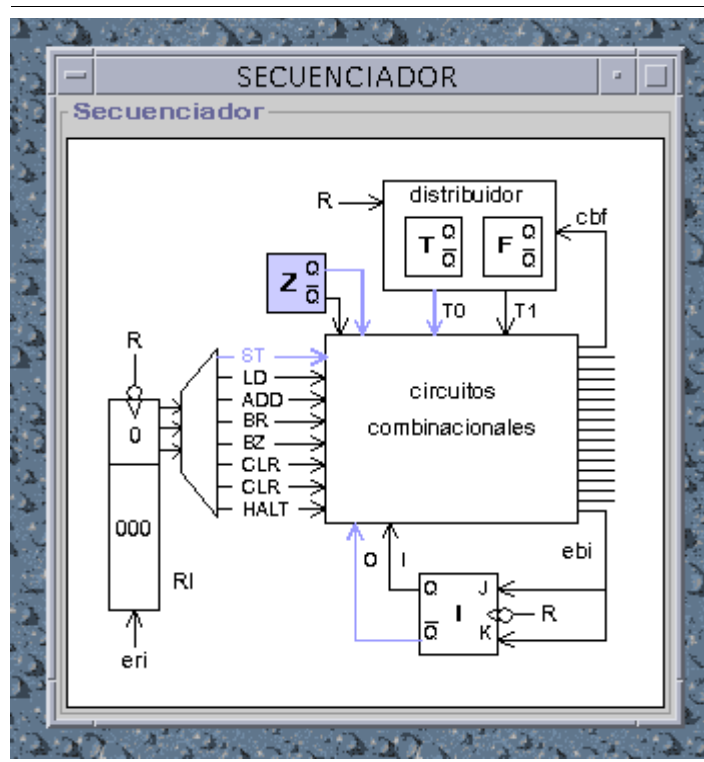 SECUENCIADOR
Secuenciador
R
distribuidor
cbf
T Q Q
F Q Q
Z Q Q
T0
T1
R
ST
LD
ADD
BR
BZ
CLR
CLR
HALT
circuitos
combinacionales
0
000
RI
eri
O
I
ebi
Q
J
I
R
Q
K